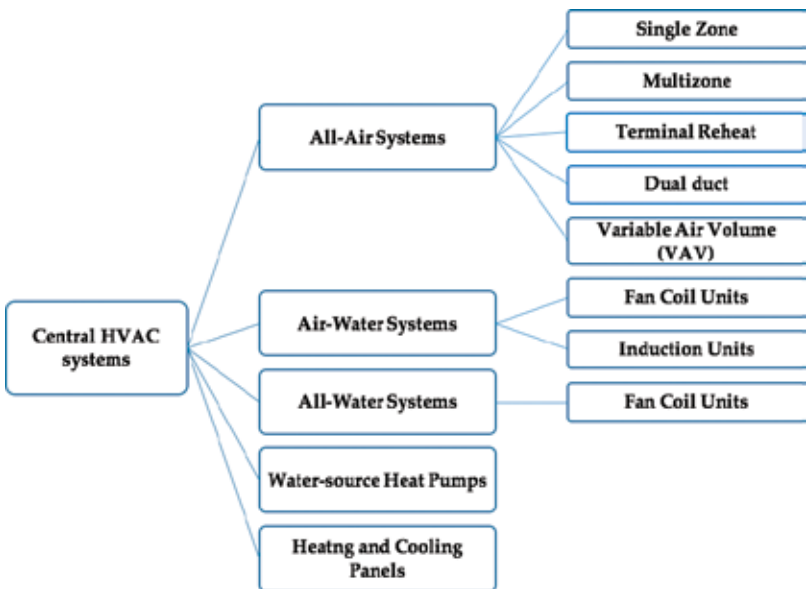 Single Zone
Multizone
All-Air Systems
Terminal Reheat
Dual duct
Variable Air Volume
(VAV)
Central HVAC
systems
Air-Water Systems
Fan Coil Units
Induction Units
All-Water Systems
Fan Coil Units
Water-source Heat Pumps
Heatng and Cooling
Panels